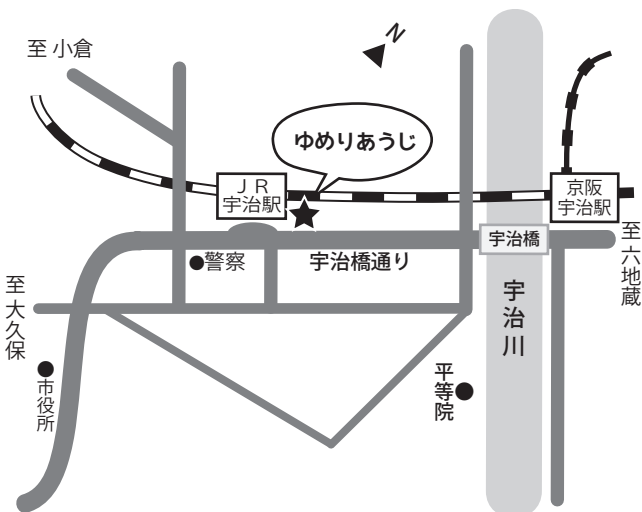 至 小倉
N
ゆめりあうじ
ＪＲ
宇治駅
京阪
宇治駅
宇治橋
至六地蔵
警察
宇治橋通り
至大久保
宇治川
市役所
平等院